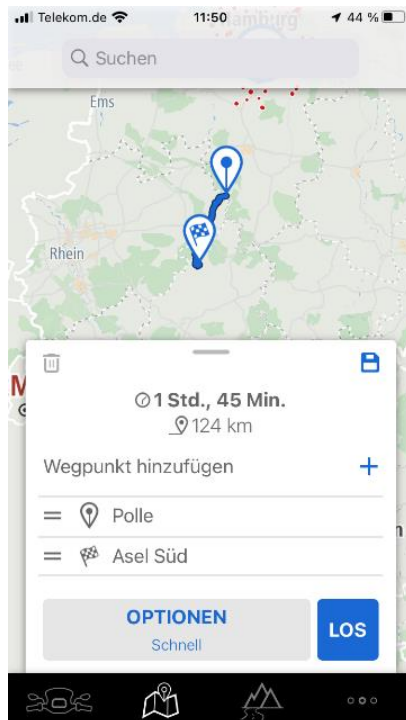 Telekom.de 11:50 44 %
Hamburg
Suchen
Ems
Rhein
M
1 Std., 45 Min.
124 km
Wegpunkt hinzufügen +
Polle
Asel Süd
n
OPTIONEN
Schnell
LOS